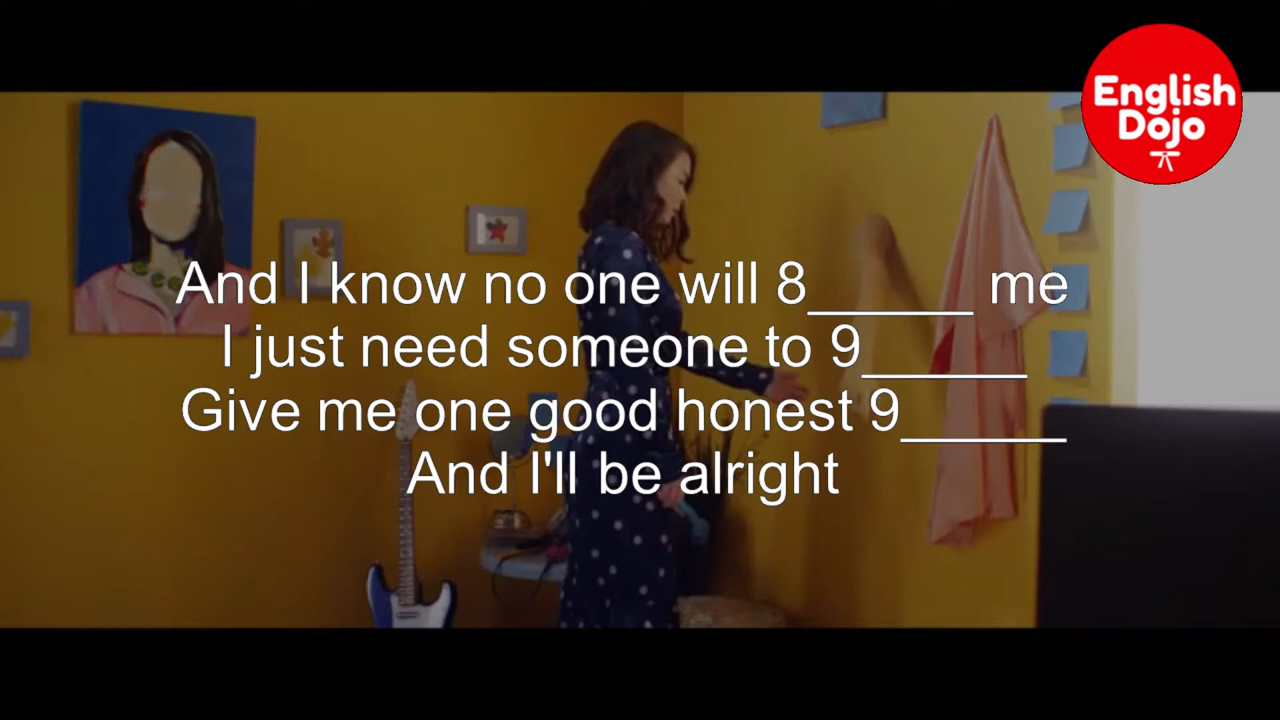 English
Dojo
And I know no one will 8______ me
I just need someone to 9______
Give me one good honest 9______
And I'll be alright